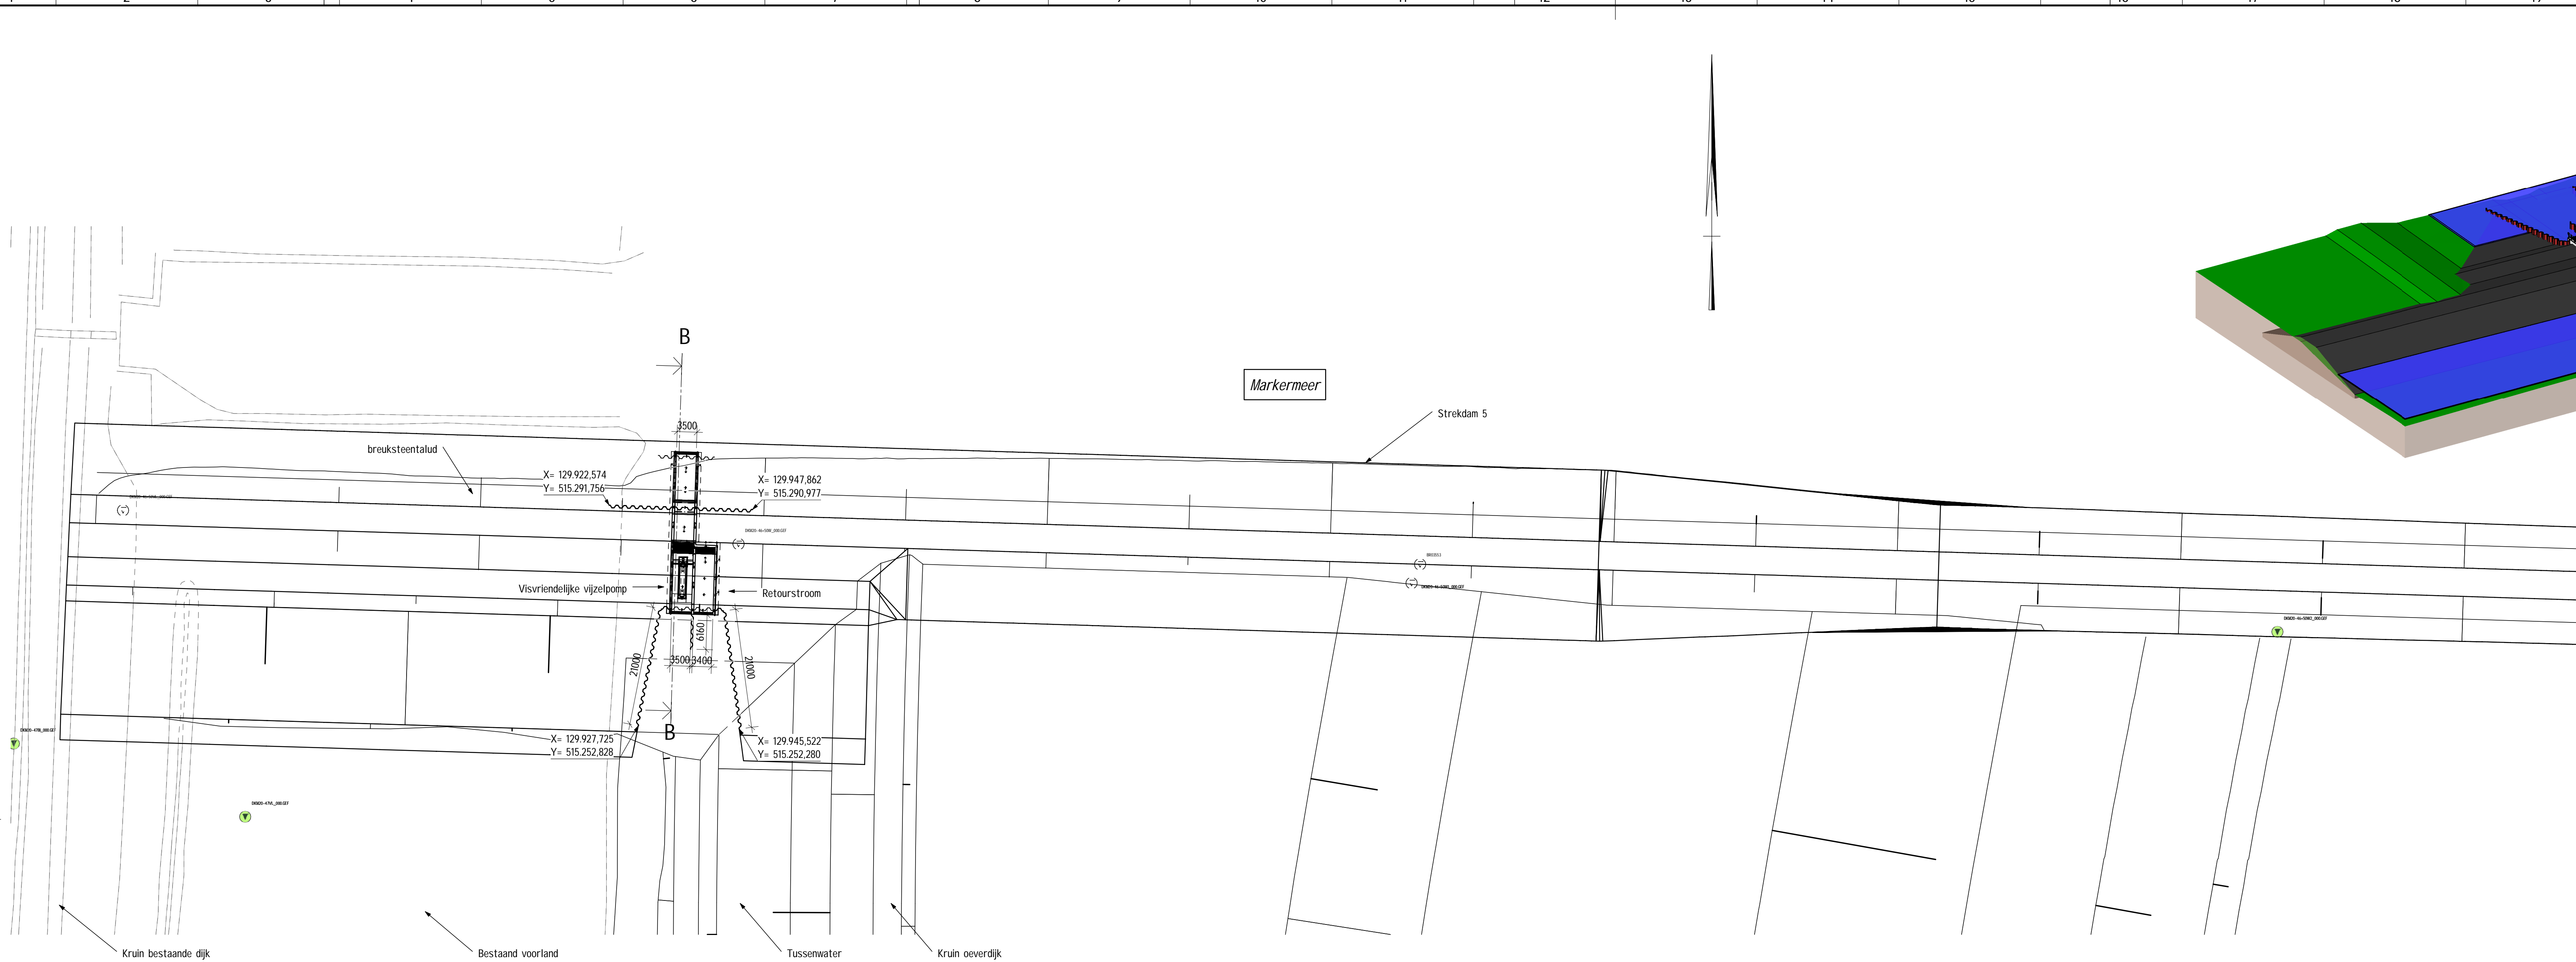 B
Markermeer
Strekdam 5
3500
breuksteentalud
X= 129.922,574
Y= 515.291,756
X= 129.947,862
Y= 515.290,977
Visvriendelijke vijzelpomp
Retourstroom
6160
3500
3400
21000
21000
B
X= 129.927,725
Y= 515.252,828
X= 129.945,522
Y= 515.252,280
Kruin bestaande dijk
Bestaand voorland
Tussenwater
Kruin oeverdijk